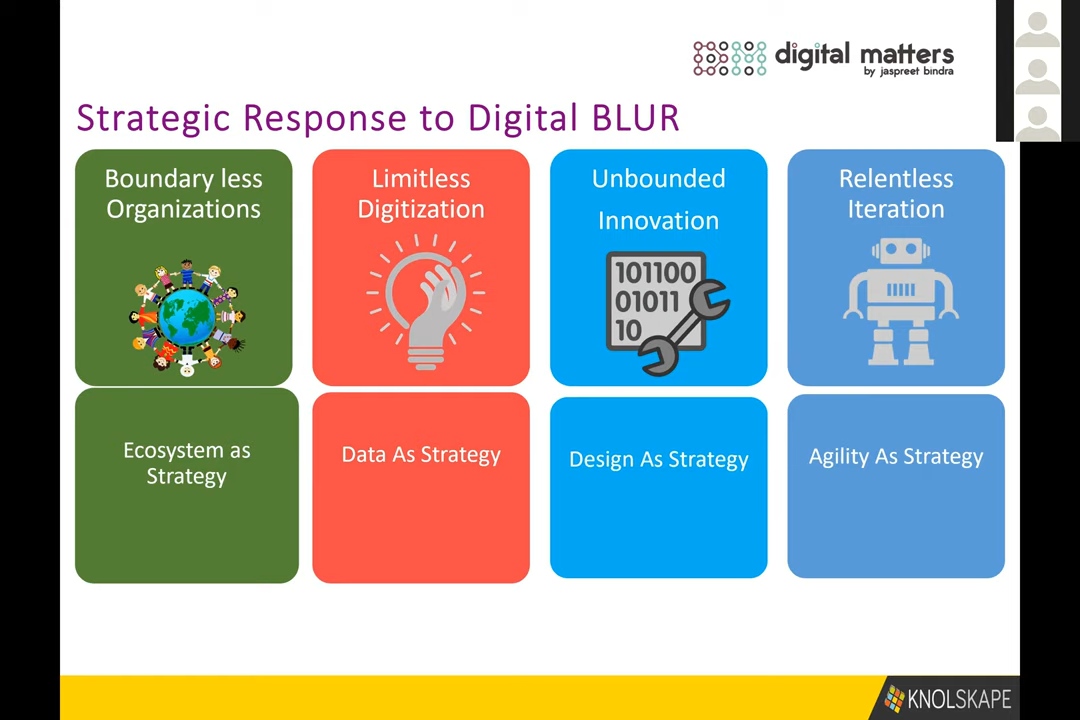 digital matters
by jaspreet bindra
Strategic Response to Digital BLUR
Boundary less
Organizations
Limitless
Digitization
Unbounded
Innovation
101100
01011
10
Relentless
Iteration
Ecosystem as
Strategy
Data As Strategy
Design As Strategy
Agility As Strategy
KNOLSKAPE